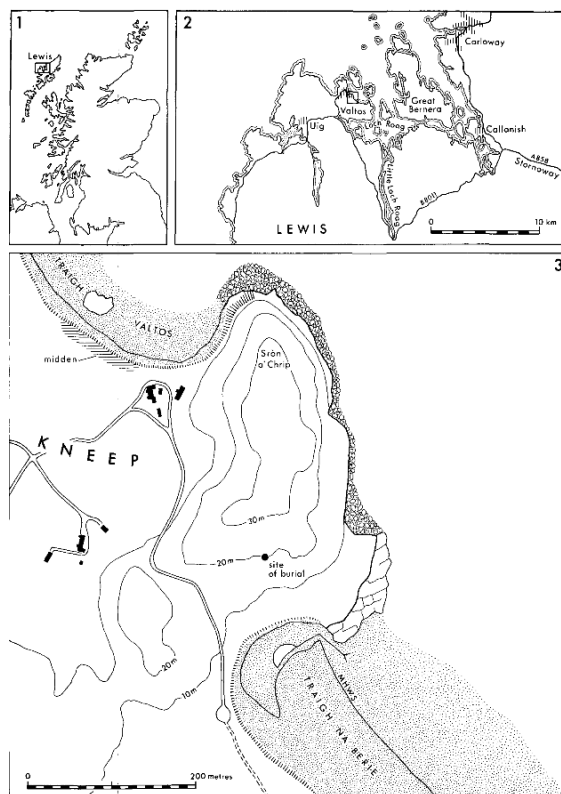 1
Lewis
2
Carloway
Great
Bernera
Valtos
Loch Roag
Uig
Callanish
A858
Stornoway
Little Loch Roag
B8011
LEWIS
0 10 km
3
TRAIGH
VALTOS
midden
Sròn
a' Chrip
KNEEP
30m
20m
site
of burial
20m
10m
MHWS
TRAIGH NA BERIE
0 200 metres